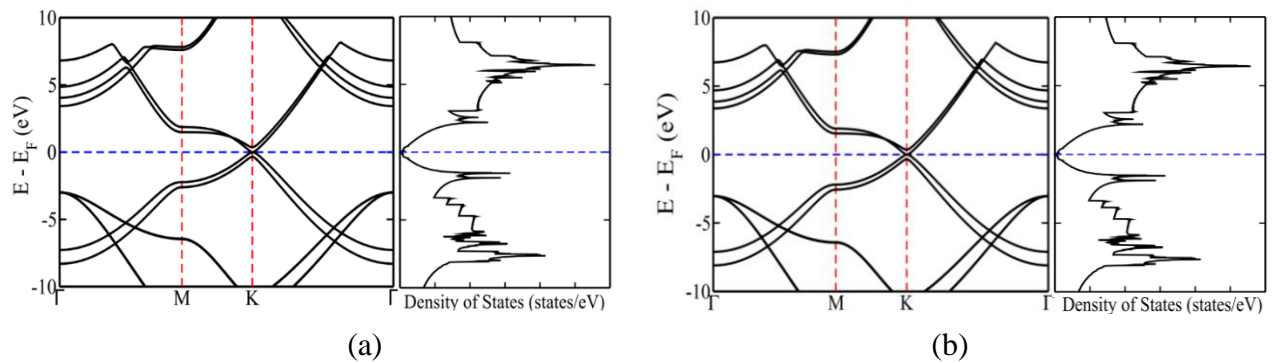 10
5
0
-5
-10
E - E_F (eV)
Γ
M
K
Γ
Density of States (states/eV)
(a)
10
5
0
-5
-10
E - E_F (eV)
Γ
M
K
Γ
Density of States (states/eV)
(b)